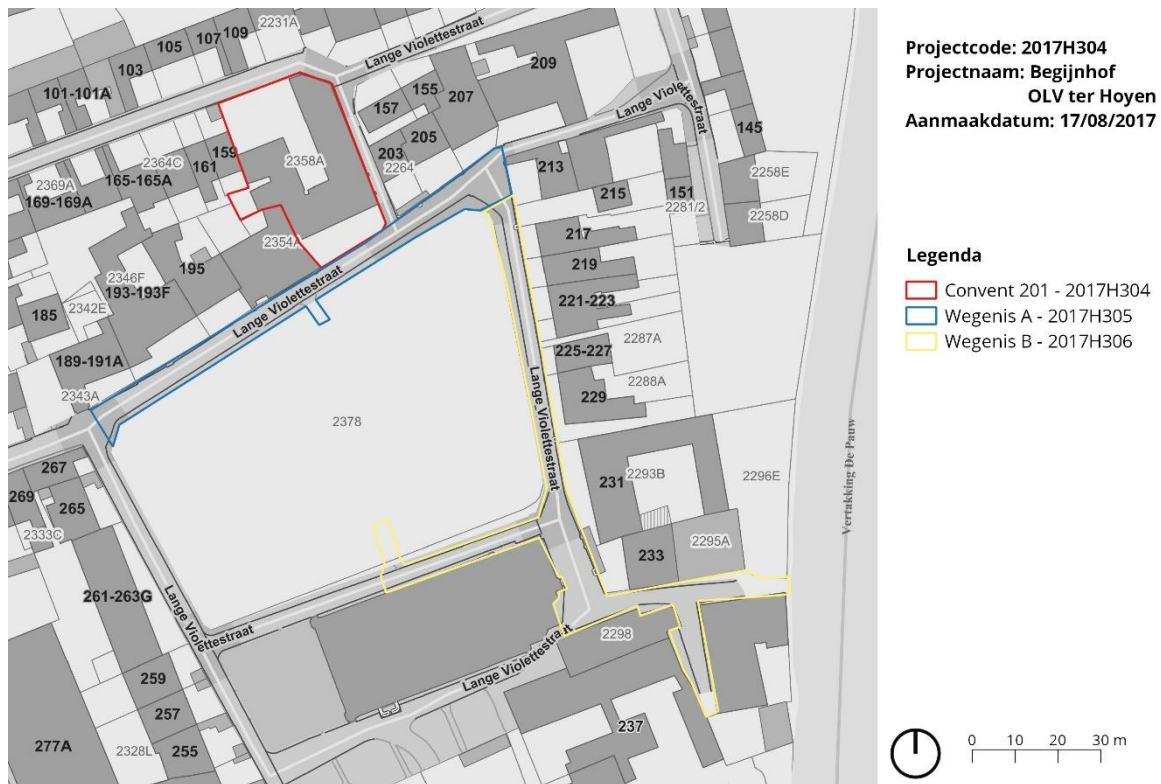 Lange Violettestraat
2231A
109
107
105
103
101-101A
209
155
157
207
205
203
2264
Lange Violettestraat
145
2358A
159
161
2364C
165-165A
2369A
169-169A
213
215
151
2281/2
2258E
2258D
2354A
195
2346F
193-193F
2342E
185
189-191A
2343A
Lange Violettestraat
217
219
221-223
225-227
2287A
229
2288A
Lange Violettestraat
2378
267
269
265
2333C
231
2293B
2296E
233
2295A
Vertakking De Pauw
261-263G
Lange Violettestraat
ettestraat
Lange Violettestraat
2298
259
257
255
2328L
277A
237
Projectcode: 2017H304
Projectnaam: Begijnhof
OLV ter Hoyen
Aanmaakdatum: 17/08/2017
Legenda
Convent 201 - 2017H304
Wegenis A - 2017H305
Wegenis B - 2017H306
0 10 20 30 m